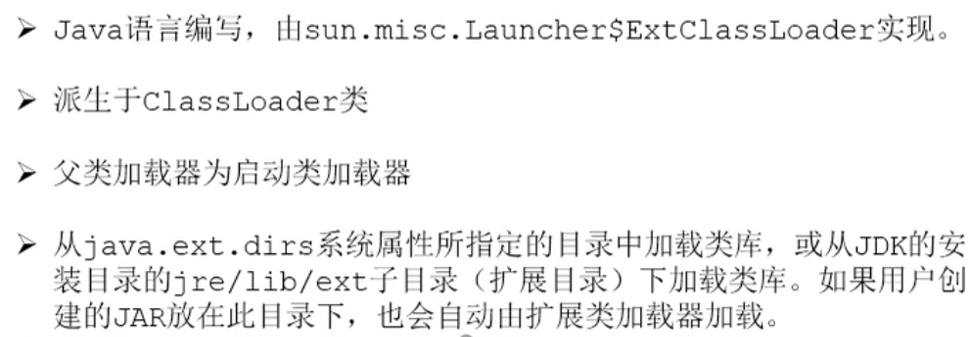 ➢ Java语言编写，由sun.misc.Launcher$ExtClassLoader实现。
➢ 派生于ClassLoader类
➢ 父类加载器为启动类加载器
➢ 从java.ext.dirs系统属性所指定的目录中加载类库，或从JDK的安
装目录的jre/lib/ext子目录（扩展目录）下加载类库。如果用户创
建的JAR放在此目录下，也会自动由扩展类加载器加载。